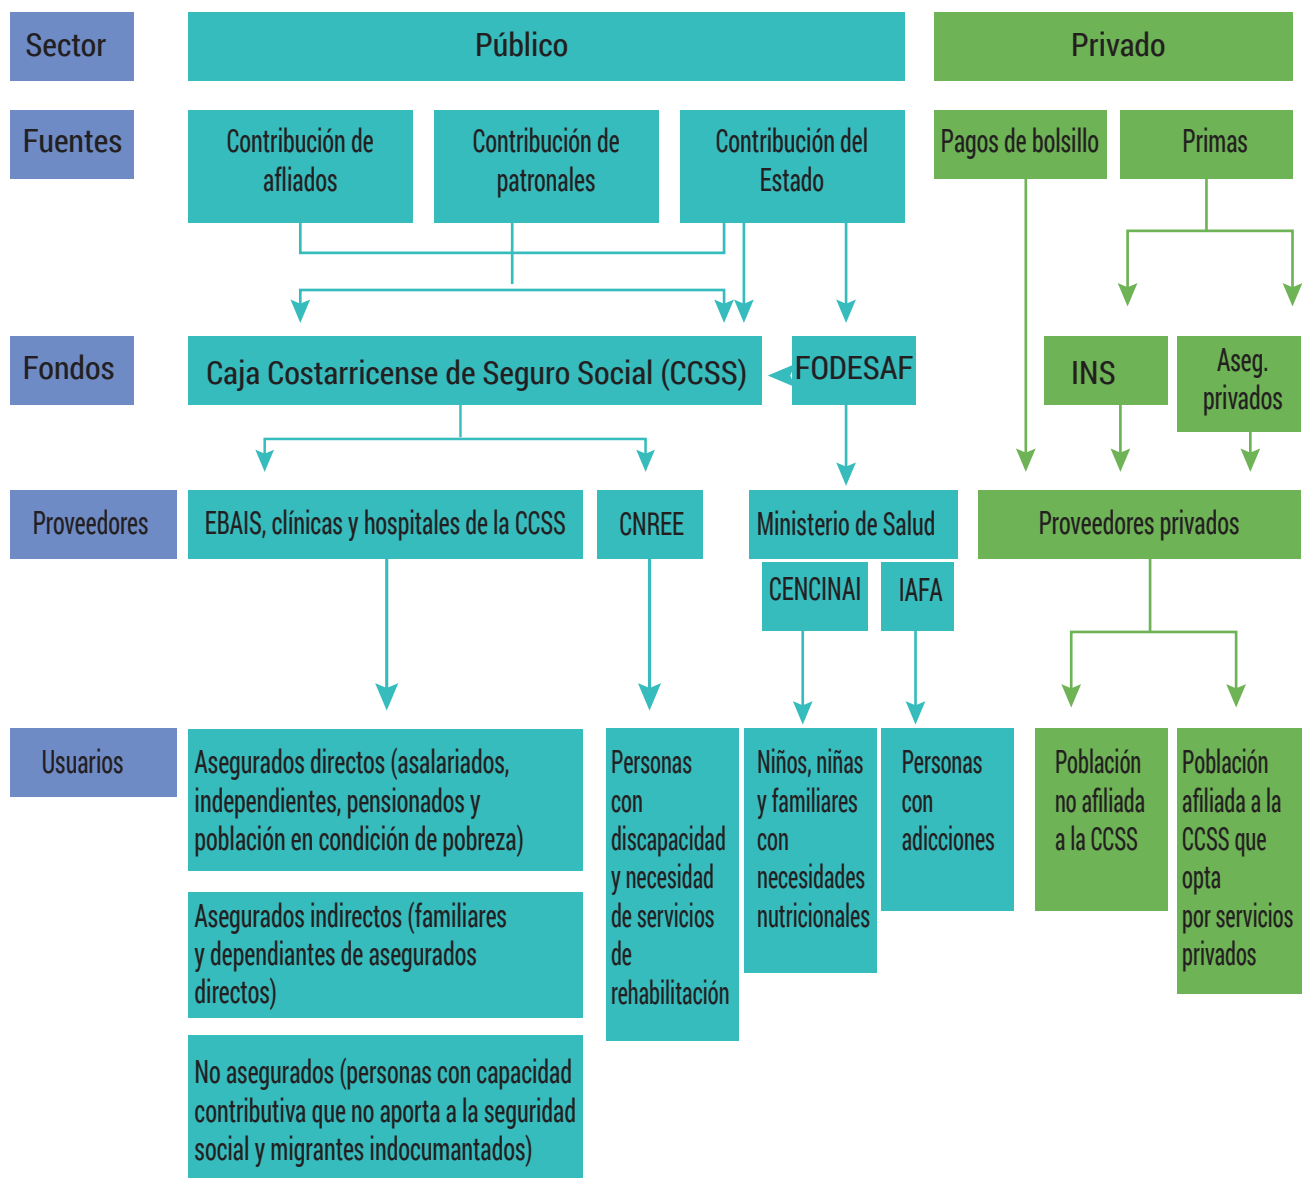 Sector
Público
Privado
Fuentes
Contribución de
afliados
Contribución de
patronales
Contribución del
Estado
Pagos de bolsillo
Primas
Fondos
Caja Costarricense de Seguro Social (CCSS)
FODESAF
INS
Aseg.
privados
Proveedores
EBAIS, clínicas y hospitales de la CCSS
CNREE
Ministerio de Salud
CENCINAI
IAFA
Proveedores privados
Usuarios
Asegurados directos (asalariados,
independientes, pensionados y
población en condición de pobreza)
Asegurados indirectos (familiares
y dependiantes de asegurados
directos)
No asegurados (personas con capacidad
contributiva que no aporta a la seguridad
social y migrantes indocumantados)
Personas
con
discapacidad
y necesidad
de servicios
de
rehabilitación
Niños, niñas
y familiares
con
necesidades
nutricionales
Personas
con
adicciones
Población
no afiliada
a la CCSS
Población
afiliada a la
CCSS que
opta
por servicios
privados